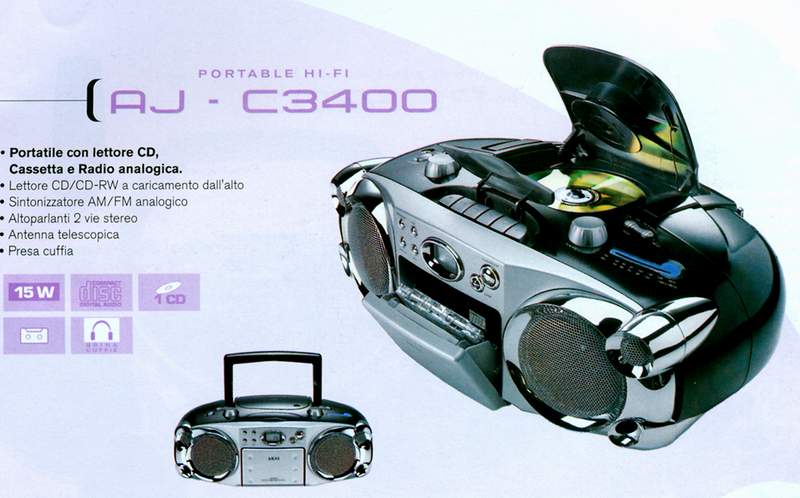 PORTABLE HI-FI
AJ - C3400
• Portatile con lettore CD,
Cassetta e Radio analogica.
• Lettore CD/CD-RW a caricamento dall'alto
• Sintonizzatore AM/FM analogico
• Altoparlanti 2 vie stereo
• Antenna telescopica
• Presa cuffia
15 W
COMPACT
disc
DIGITAL AUDIO
1 CD
CUFFIE
AKAI